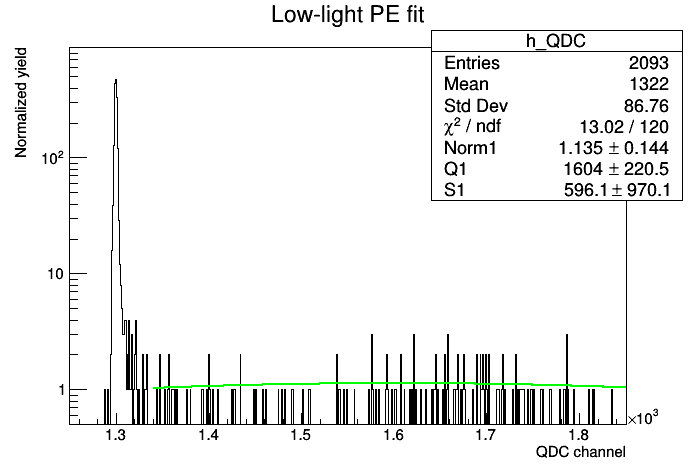 Low-light PE fit
h_QDC
Entries 2093
Mean 1322
Std Dev 86.76
χ² / ndf 13.02 / 120
Norm1 1.135 ± 0.144
Q1 1604 ± 220.5
S1 596.1 ± 970.1
Normalized yield
10²
10
1
1.3 1.4 1.5 1.6 1.7 1.8
×10³
QDC channel